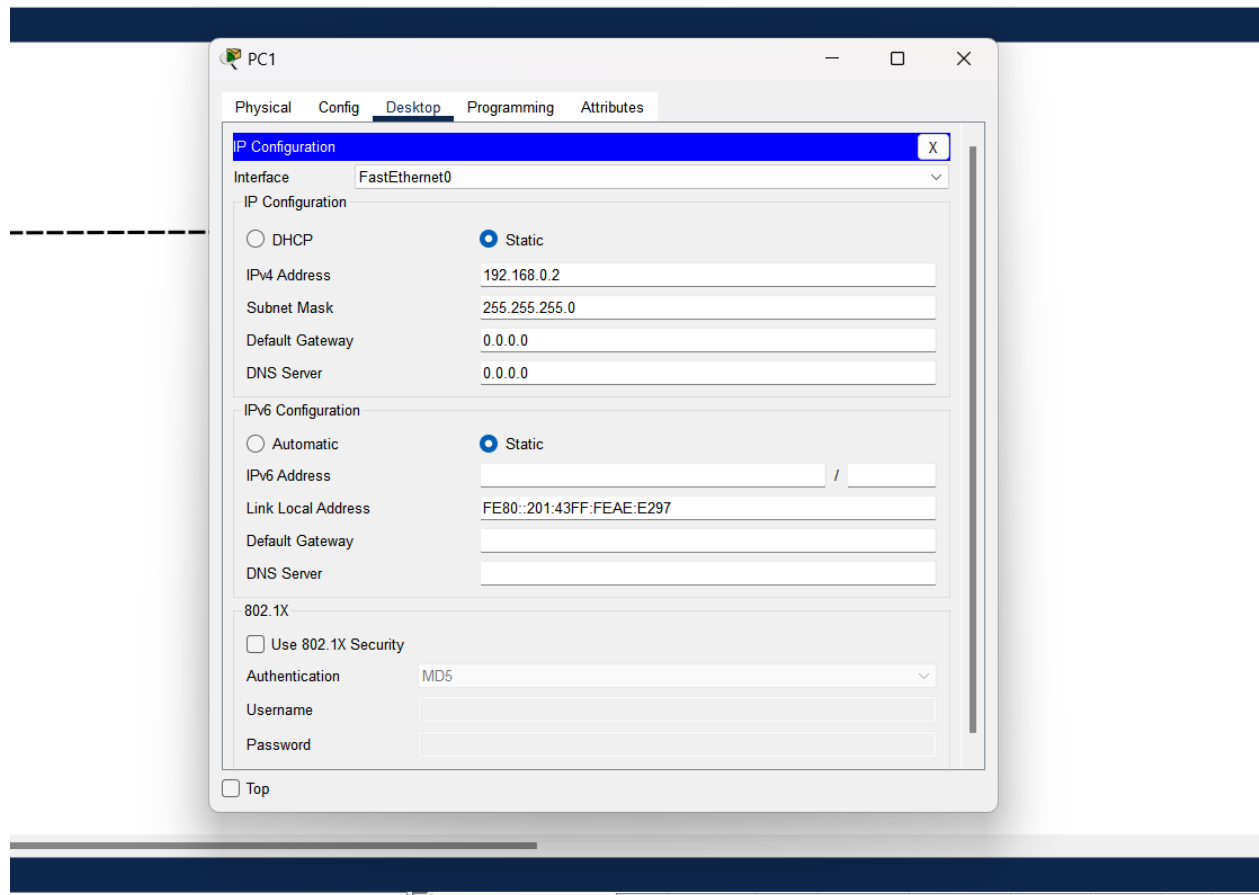 PC1
Physical Config Desktop Programming Attributes
IP Configuration X
Interface FastEthernet0
IP Configuration
DHCP Static
IPv4 Address 192.168.0.2
Subnet Mask 255.255.255.0
Default Gateway 0.0.0.0
DNS Server 0.0.0.0
IPv6 Configuration
Automatic Static
IPv6 Address /
Link Local Address FE80::201:43FF:FEAE:E297
Default Gateway
DNS Server
802.1X
Use 802.1X Security
Authentication MD5
Username
Password
Top